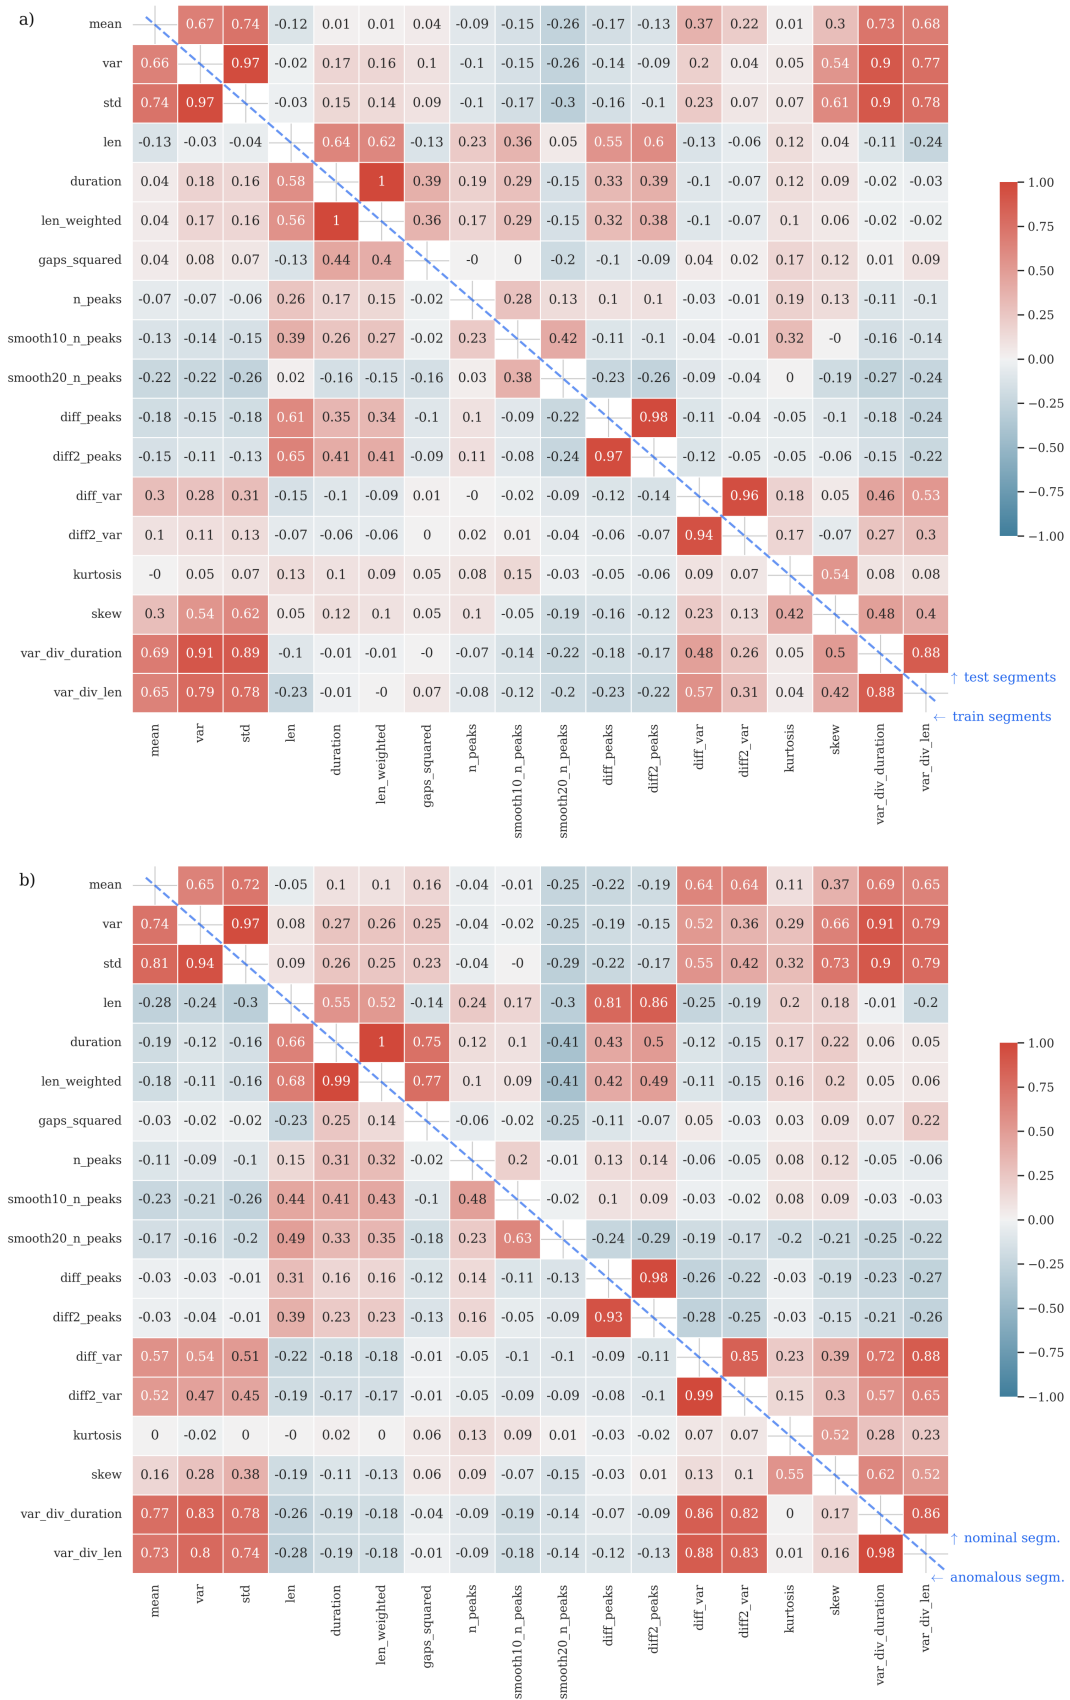 a)
mean 0.67 0.74 -0.12 0.01 0.01 0.04 -0.09 -0.15 -0.26 -0.17 -0.13 0.37 0.22 0.01 0.3 0.73 0.68
var 0.66 0.97 -0.02 0.17 0.16 0.1 -0.1 -0.15 -0.26 -0.14 -0.09 0.2 0.04 0.05 0.54 0.9 0.77
std 0.74 0.97 -0.03 0.15 0.14 0.09 -0.1 -0.17 -0.3 -0.16 -0.1 0.23 0.07 0.07 0.61 0.9 0.78
len -0.13 -0.03 -0.04 0.64 0.62 -0.13 0.23 0.36 0.05 0.55 0.6 -0.13 -0.06 0.12 0.04 -0.11 -0.24
duration 0.04 0.18 0.16 0.58 1 0.39 0.19 0.29 -0.15 0.33 0.39 -0.1 -0.07 0.12 0.09 -0.02 -0.03
len_weighted 0.04 0.17 0.16 0.56 1 0.36 0.17 0.29 -0.15 0.32 0.38 -0.1 -0.07 0.1 0.06 -0.02 -0.02
gaps_squared 0.04 0.08 0.07 -0.13 0.44 0.4 -0 0 -0.2 -0.1 -0.09 0.04 0.02 0.17 0.12 0.01 0.09
n_peaks -0.07 -0.07 -0.06 0.26 0.17 0.15 -0.02 0.28 0.13 0.1 0.1 -0.03 -0.01 0.19 0.13 -0.11 -0.1
smooth10_n_peaks -0.13 -0.14 -0.15 0.39 0.26 0.27 -0.02 0.23 0.42 -0.11 -0.1 -0.04 -0.01 0.32 -0 -0.16 -0.14
smooth20_n_peaks -0.22 -0.22 -0.26 0.02 -0.16 -0.15 -0.16 0.03 0.38 -0.23 -0.26 -0.09 -0.04 0 -0.19 -0.27 -0.24
diff_peaks -0.18 -0.15 -0.18 0.61 0.35 0.34 -0.1 0.1 -0.09 -0.22 0.98 -0.11 -0.04 -0.05 -0.1 -0.18 -0.24
diff2_peaks -0.15 -0.11 -0.13 0.65 0.41 0.41 -0.09 0.11 -0.08 -0.24 0.97 -0.12 -0.05 -0.05 -0.06 -0.15 -0.22
diff_var 0.3 0.28 0.31 -0.15 -0.1 -0.09 0.01 -0 -0.02 -0.09 -0.12 -0.14 0.96 0.18 0.05 0.46 0.53
diff2_var 0.1 0.11 0.13 -0.07 -0.06 -0.06 0 0.02 0.01 -0.04 -0.06 -0.07 0.94 0.17 -0.07 0.27 0.3
kurtosis -0 0.05 0.07 0.13 0.1 0.09 0.05 0.08 0.15 -0.03 -0.05 -0.06 0.09 0.07 0.54 0.08 0.08
skew 0.3 0.54 0.62 0.05 0.12 0.1 0.05 0.1 -0.05 -0.19 -0.16 -0.12 0.23 0.13 0.42 0.48 0.4
var_div_duration 0.69 0.91 0.89 -0.1 -0.01 -0.01 -0 -0.07 -0.14 -0.22 -0.18 -0.17 0.48 0.26 0.05 0.5 0.88
var_div_len 0.65 0.79 0.78 -0.23 -0.01 -0 0.07 -0.08 -0.12 -0.2 -0.23 -0.22 0.57 0.31 0.04 0.42 0.88
↑ test segments
← train segments
mean var std len duration len_weighted gaps_squared n_peaks smooth10_n_peaks smooth20_n_peaks diff_peaks diff2_peaks diff_var diff2_var kurtosis skew var_div_duration var_div_len
1.00
0.75
0.50
0.25
0.00
−0.25
−0.50
−0.75
−1.00
b)
mean 0.65 0.72 -0.05 0.1 0.1 0.16 -0.04 -0.01 -0.25 -0.22 -0.19 0.64 0.64 0.11 0.37 0.69 0.65
var 0.74 0.97 0.08 0.27 0.26 0.25 -0.04 -0.02 -0.25 -0.19 -0.15 0.52 0.36 0.29 0.66 0.91 0.79
std 0.81 0.94 0.09 0.26 0.25 0.23 -0.04 -0 -0.29 -0.22 -0.17 0.55 0.42 0.32 0.73 0.9 0.79
len -0.28 -0.24 -0.3 0.55 0.52 -0.14 0.24 0.17 -0.3 0.81 0.86 -0.25 -0.19 0.2 0.18 -0.01 -0.2
duration -0.19 -0.12 -0.16 0.66 1 0.75 0.12 0.1 -0.41 0.43 0.5 -0.12 -0.15 0.17 0.22 0.06 0.05
len_weighted -0.18 -0.11 -0.16 0.68 0.99 0.77 0.1 0.09 -0.41 0.42 0.49 -0.11 -0.15 0.16 0.2 0.05 0.06
gaps_squared -0.03 -0.02 -0.02 -0.23 0.25 0.14 -0.06 -0.02 -0.25 -0.11 -0.07 0.05 -0.03 0.03 0.09 0.07 0.22
n_peaks -0.11 -0.09 -0.1 0.15 0.31 0.32 -0.02 0.2 -0.01 0.13 0.14 -0.06 -0.05 0.08 0.12 -0.05 -0.06
smooth10_n_peaks -0.23 -0.21 -0.26 0.44 0.41 0.43 -0.1 0.48 -0.02 0.1 0.09 -0.03 -0.02 0.08 0.09 -0.03 -0.03
smooth20_n_peaks -0.17 -0.16 -0.2 0.49 0.33 0.35 -0.18 0.23 0.63 -0.24 -0.29 -0.19 -0.17 -0.2 -0.21 -0.25 -0.22
diff_peaks -0.03 -0.03 -0.01 0.31 0.16 0.16 -0.12 0.14 -0.11 -0.13 0.98 -0.26 -0.22 -0.03 -0.19 -0.23 -0.27
diff2_peaks -0.03 -0.04 -0.01 0.39 0.23 0.23 -0.13 0.16 -0.05 -0.09 0.93 -0.28 -0.25 -0.03 -0.15 -0.21 -0.26
diff_var 0.57 0.54 0.51 -0.22 -0.18 -0.18 -0.01 -0.05 -0.1 -0.1 -0.09 -0.11 0.85 0.23 0.39 0.72 0.88
diff2_var 0.52 0.47 0.45 -0.19 -0.17 -0.17 -0.01 -0.05 -0.09 -0.09 -0.08 -0.1 0.99 0.15 0.3 0.57 0.65
kurtosis 0 -0.02 0 -0 0.02 0 0.06 0.13 0.09 0.01 -0.03 -0.02 0.07 0.07 0.52 0.28 0.23
skew 0.16 0.28 0.38 -0.19 -0.11 -0.13 0.06 0.09 -0.07 -0.15 -0.03 0.01 0.13 0.1 0.55 0.62 0.52
var_div_duration 0.77 0.83 0.78 -0.26 -0.19 -0.18 -0.04 -0.09 -0.19 -0.14 -0.07 -0.09 0.86 0.82 0 0.17 0.86
var_div_len 0.73 0.8 0.74 -0.28 -0.19 -0.18 -0.01 -0.09 -0.18 -0.14 -0.12 -0.13 0.88 0.83 0.01 0.16 0.98
↑ nominal segm.
← anomalous segm.
mean var std len duration len_weighted gaps_squared n_peaks smooth10_n_peaks smooth20_n_peaks diff_peaks diff2_peaks diff_var diff2_var kurtosis skew var_div_duration var_div_len
1.00
0.75
0.50
0.25
0.00
−0.25
−0.50
−0.75
−1.00